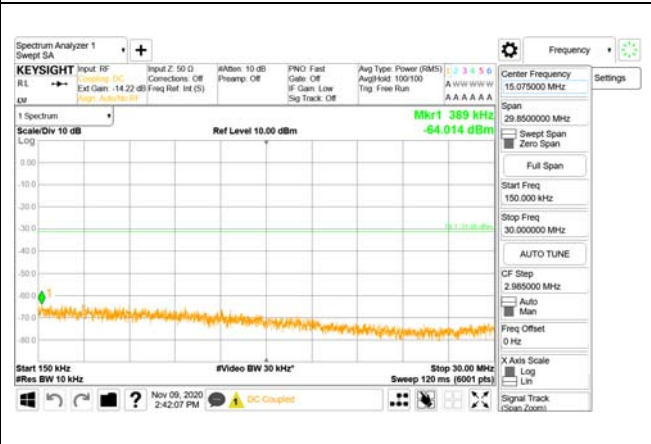 Spectrum Analyzer 1
Swept SA
Frequency
Settings
KEYSIGHT
RL
Input: RF
Coupling: DC
Ext Gain: -14.22 dB
Align: Auto/No RF
Input Z: 50 Ω
Corrections: Off
Freq Ref: Int (S)
#Atten: 10 dB
Preamp: Off
PNO: Fast
Gate: Off
IF Gain: Low
Sig Track: Off
Avg Type: Power (RMS)
Avg|Hold: 100/100
Trig: Free Run
1 2 3 4 5 6
A W W W W W
A A A A A A
1 Spectrum
Scale/Div 10 dB
Log
Ref Level 10.00 dBm
Mkr1 389 kHz
-64.014 dBm
0.00
-10.0
-20.0
-30.0
-40.0
-50.0
-60.0
-70.0
-80.0
1
Start 150 kHz
#Res BW 10 kHz
#Video BW 30 kHz*
Stop 30.00 MHz
Sweep 120 ms (6001 pts)
Center Frequency
15.075000 MHz
Span
29.8500000 MHz
Swept Span
Zero Span
Full Span
Start Freq
150.000 kHz
Stop Freq
30.000000 MHz
AUTO TUNE
CF Step
2.985000 MHz
Auto
Man
Freq Offset
0 Hz
X Axis Scale
Log
Lin
Signal Track
(Span Zoom)
?
Nov 09, 2020
2:42:07 PM
1
DC Coupled